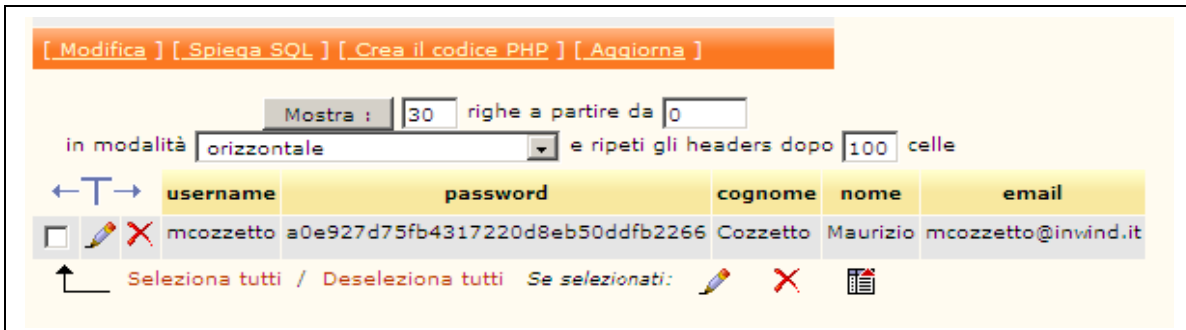 [ Modifica ] [ Spiega SQL ] [ Crea il codice PHP ] [ Aggiorna ]
Mostra : 30 righe a partire da 0
in modalità orizzontale e ripeti gli headers dopo 100 celle
username password cognome nome email
mcozzetto a0e927d75fb4317220d8eb50ddfb2266 Cozzetto Maurizio mcozzetto@inwind.it
Seleziona tutti / Deseleziona tutti Se selezionati: